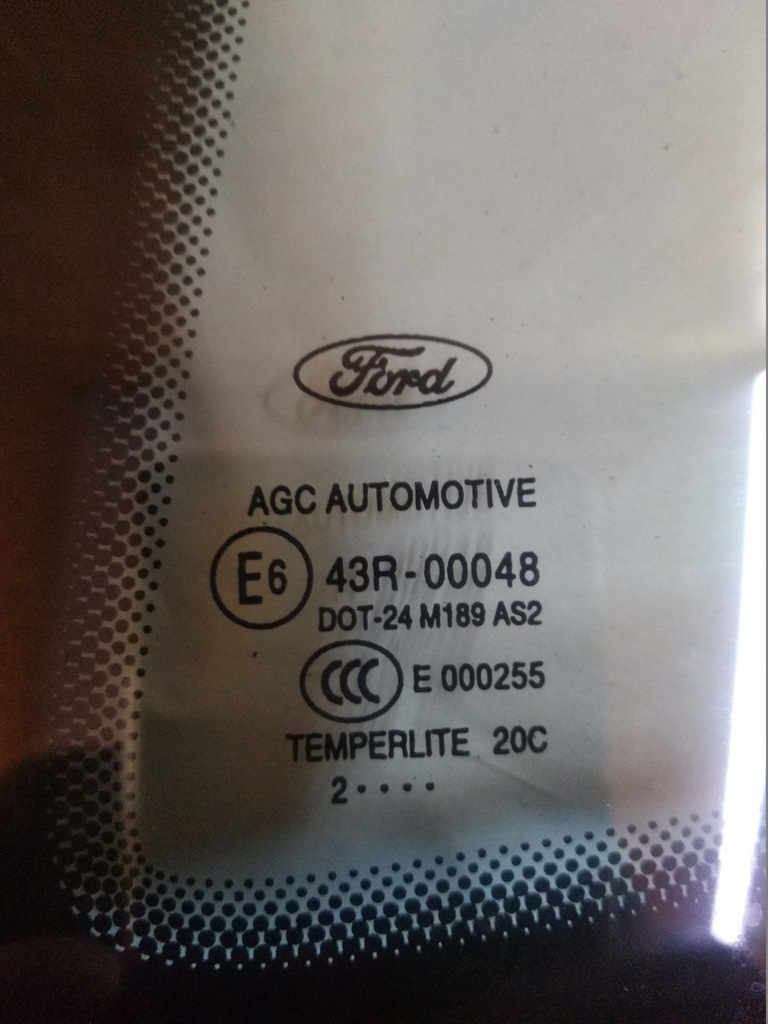 Ford
AGC AUTOMOTIVE
E6 43R-00048
DOT-24 M189 AS2
CCC E 000255
TEMPERLITE 20C
2 · · · ·